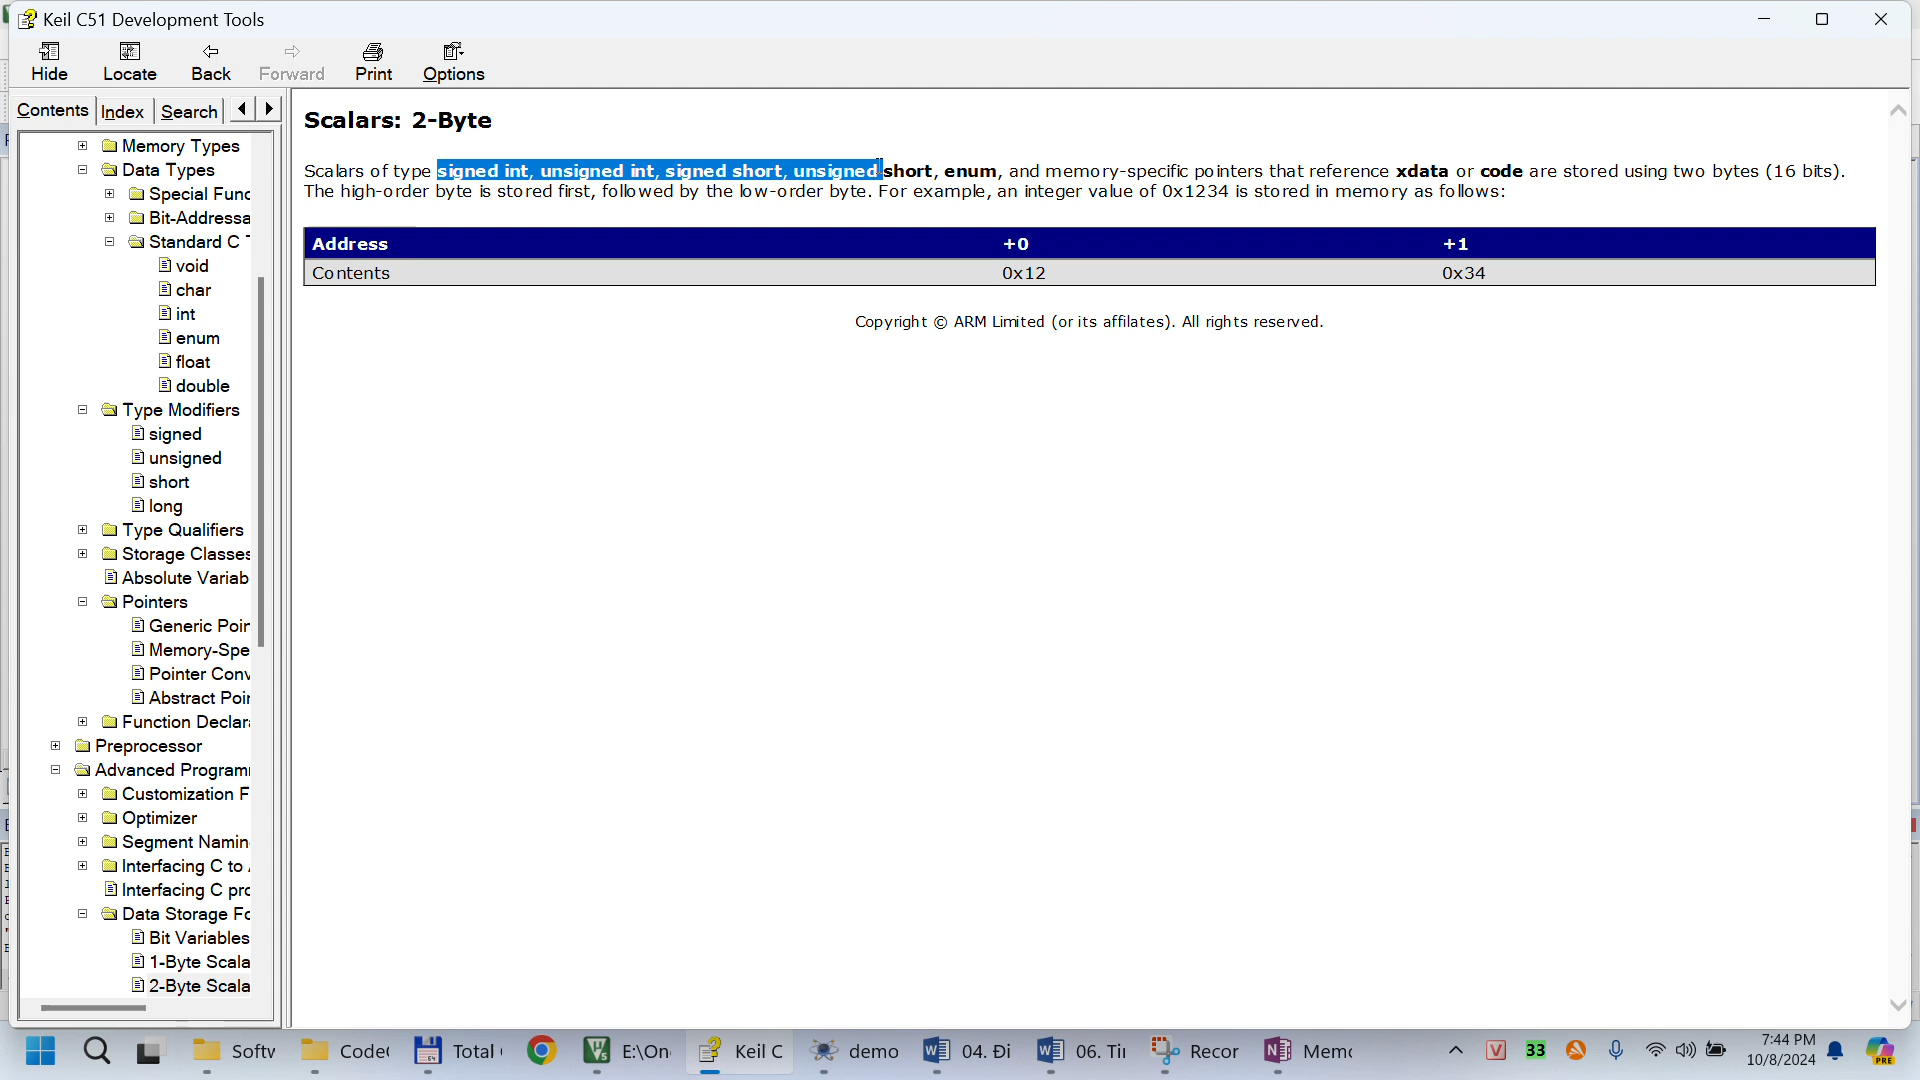 Keil C51 Development Tools
Hide Locate Back Forward Print Options
Contents Index Search
Memory Types
Data Types
Special Func
Bit-Addressa
Standard C
void
char
int
enum
float
double
Type Modifiers
signed
unsigned
short
long
Type Qualifiers
Storage Classes
Absolute Variab
Pointers
Generic Poin
Memory-Spe
Pointer Conv
Abstract Poin
Function Declara
Preprocessor
Advanced Program
Customization F
Optimizer
Segment Namin
Interfacing C to
Interfacing C pro
Data Storage Fo
Bit Variables
1-Byte Scala
2-Byte Scala
Scalars: 2-Byte
Scalars of type signed int, unsigned int, signed short, unsigned short, enum, and memory-specific pointers that reference xdata or code are stored using two bytes (16 bits).
The high-order byte is stored first, followed by the low-order byte. For example, an integer value of 0x1234 is stored in memory as follows:
Address +0 +1
Contents 0x12 0x34
Copyright © ARM Limited (or its affilates). All rights reserved.
Softw Code Total E:\On Keil C demo 04. Đi 06. Tin Recor Memo 33 7:44 PM
10/8/2024